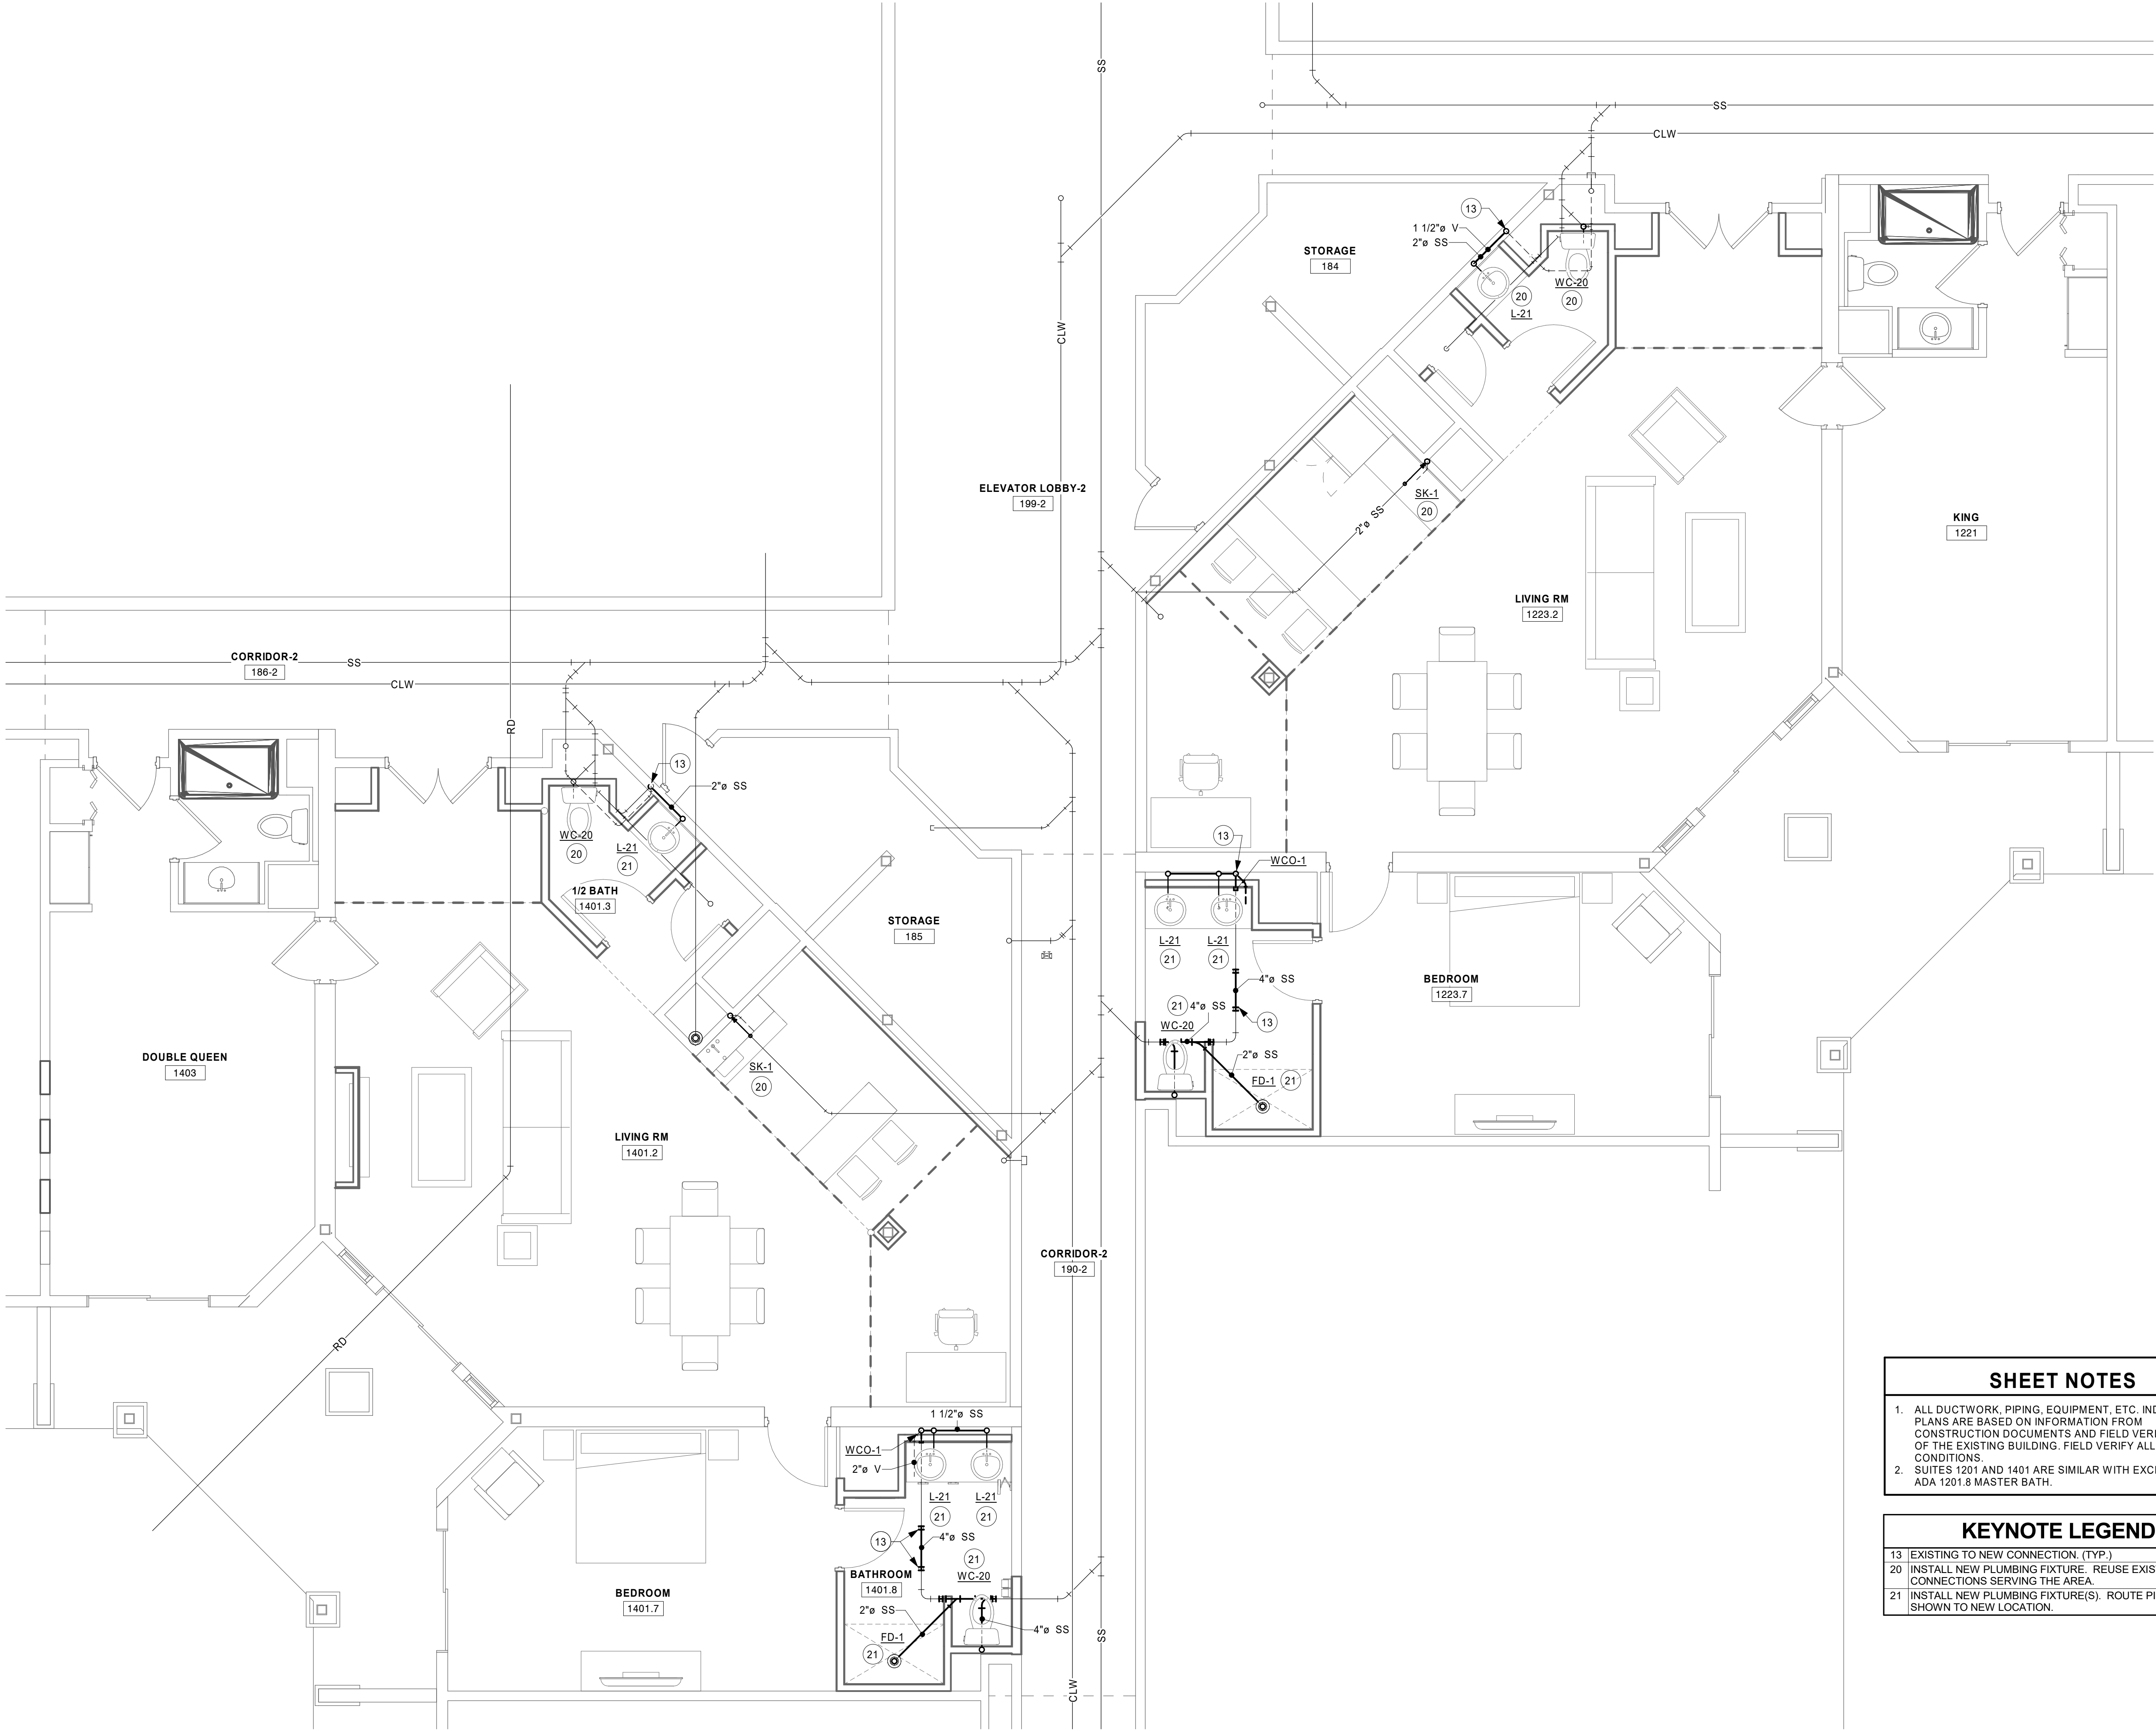 SS
SS
CLW
13
1 1/2"ø V
2"ø SS
STORAGE
184
WC-20
20
20
L-21
CLW
ELEVATOR LOBBY-2
199-2
SK-1
20
2"ø SS
KING
1221
LIVING RM
1223.2
CORRIDOR-2
186-2
SS
CLW
RD
13
2"ø SS
WC-20
20
L-21
21
1/2 BATH
1401.3
STORAGE
185
13
WCO-1
L-21
21
L-21
21
4"ø SS
21
4"ø SS
WC-20
13
2"ø SS
FD-1
21
BEDROOM
1223.7
DOUBLE QUEEN
1403
SK-1
20
LIVING RM
1401.2
CORRIDOR-2
190-2
RD
1 1/2"ø SS
WCO-1
2"ø V
L-21
21
L-21
21
13
4"ø SS
21
WC-20
BATHROOM
1401.8
BEDROOM
1401.7
2"ø SS
FD-1
21
4"ø SS
SS
CLW
SHEET NOTES
1. ALL DUCTWORK, PIPING, EQUIPMENT, ETC.
PLANS ARE BASED ON INFORMATION FROM
CONSTRUCTION DOCUMENTS AND FIELD VERI
OF THE EXISTING BUILDING. FIELD VERIFY ALL
CONDITIONS.
2. SUITES 1201 AND 1401 ARE SIMILAR WITH EXC
ADA 1201.8 MASTER BATH.
KEYNOTE LEGEND
13 EXISTING TO NEW CONNECTION. (TYP.)
20 INSTALL NEW PLUMBING FIXTURE. REUSE EXIS
CONNECTIONS SERVING THE AREA.
21 INSTALL NEW PLUMBING FIXTURE(S). ROUTE PI
SHOWN TO NEW LOCATION.